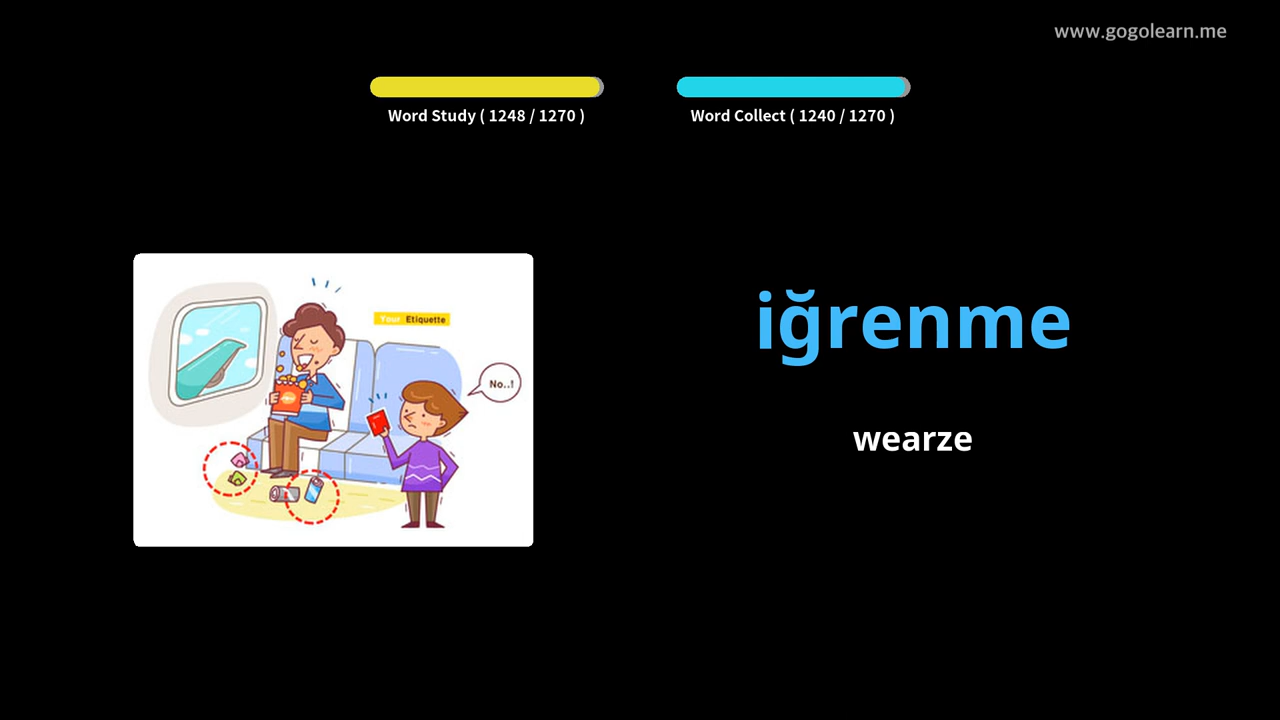 www.gogolearn.me
Word Study ( 1248 / 1270 )
Word Collect ( 1240 / 1270 )
Your Etiquette
No..!
iğrenme
wearze